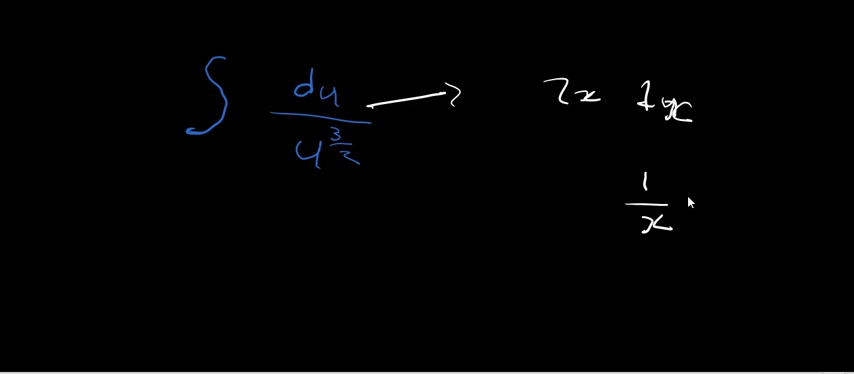 ∫ du / u^(3/2) → 2x
1/x